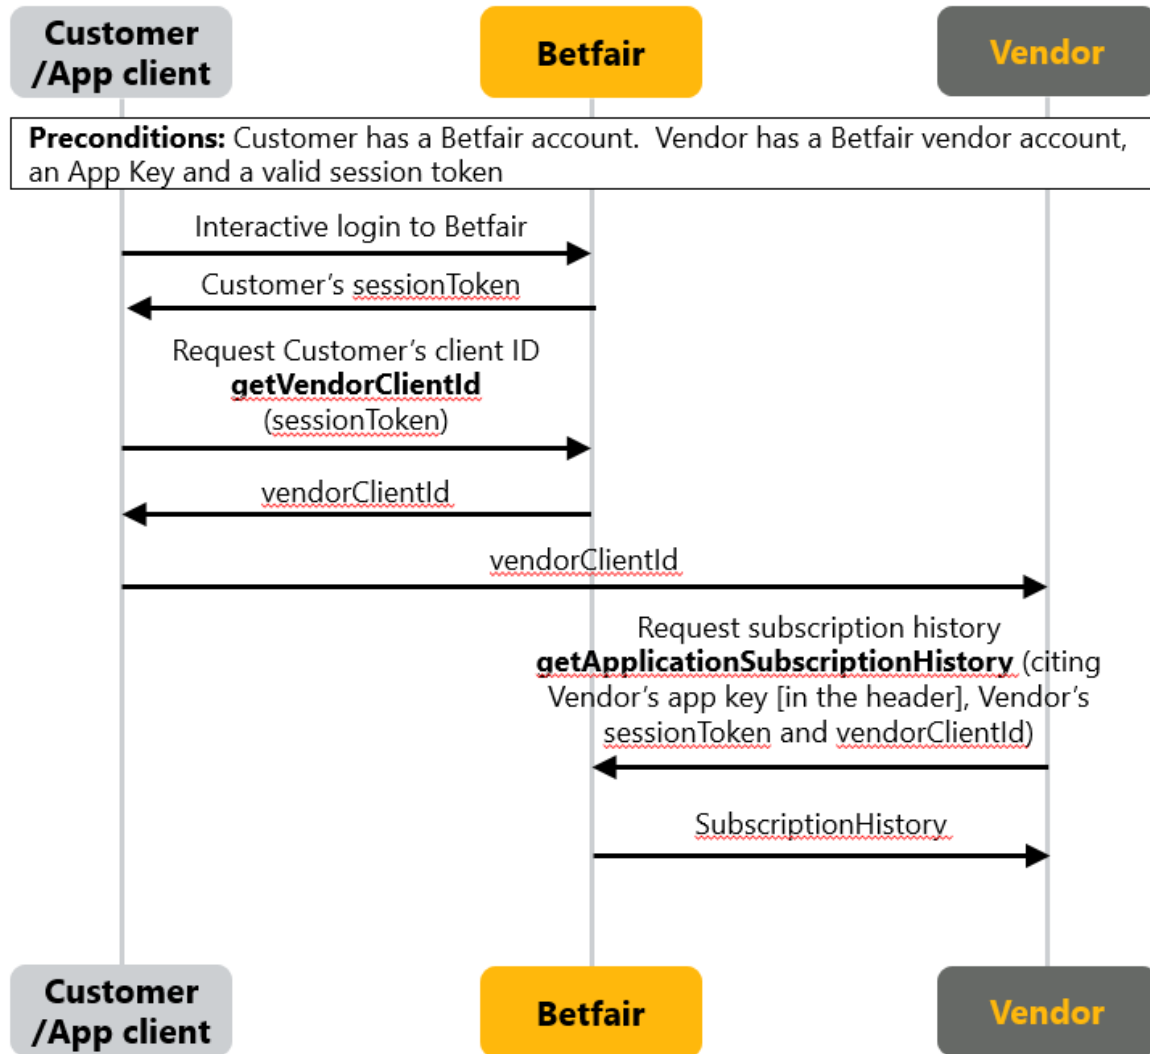 Customer
/App client
Betfair
Vendor
Preconditions: Customer has a Betfair account.  Vendor has a Betfair vendor account,
an App Key and a valid session token
Interactive login to Betfair
Customer’s sessionToken
Request Customer’s client ID
getVendorClientId
(sessionToken)
vendorClientId
vendorClientId
Request subscription history
getApplicationSubscriptionHistory (citing
Vendor’s app key [in the header], Vendor’s
sessionToken and vendorClientId)
SubscriptionHistory
Customer
/App client
Betfair
Vendor